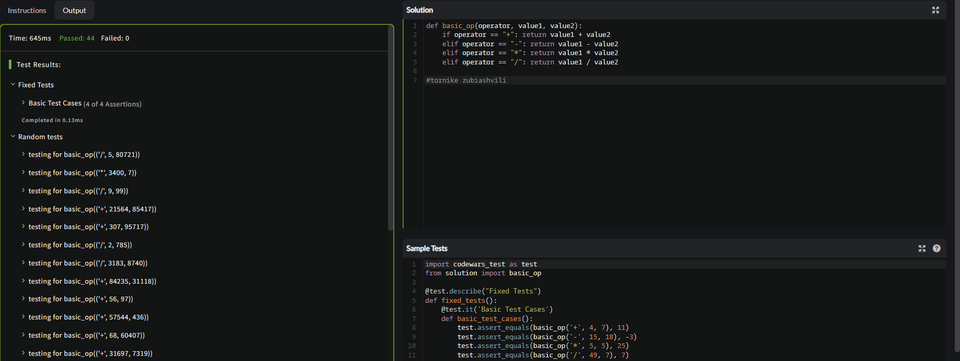 Instructions Output
Time: 645ms Passed: 44 Failed: 0
Test Results:
Fixed Tests
Basic Test Cases (4 of 4 Assertions)
Completed in 0.13ms
Random tests
testing for basic_op(('/', 5, 80721))
testing for basic_op(('*', 3400, 7))
testing for basic_op(('/', 9, 99))
testing for basic_op(('+', 21564, 85417))
testing for basic_op(('+', 307, 95717))
testing for basic_op(('/', 2, 785))
testing for basic_op(('/', 3183, 8740))
testing for basic_op(('+', 84235, 31118))
testing for basic_op(('+', 56, 97))
testing for basic_op(('+', 57544, 436))
testing for basic_op(('+', 68, 60407))
testing for basic_op(('+', 31697, 7319))
Solution
1 def basic_op(operator, value1, value2):
2 if operator == "+": return value1 + value2
3 elif operator == "-": return value1 - value2
4 elif operator == "*": return value1 * value2
5 elif operator == "/": return value1 / value2
6
7 #tornike zubiashvili
Sample Tests
1 import codewars_test as test
2 from solution import basic_op
3
4 @test.describe("Fixed Tests")
5 def fixed_tests():
6 @test.it('Basic Test Cases')
7 def basic_test_cases():
8 test.assert_equals(basic_op('+', 4, 7), 11)
9 test.assert_equals(basic_op('-', 15, 18), -3)
10 test.assert_equals(basic_op('*', 5, 5), 25)
11 test.assert_equals(basic_op('/', 49, 7), 7)